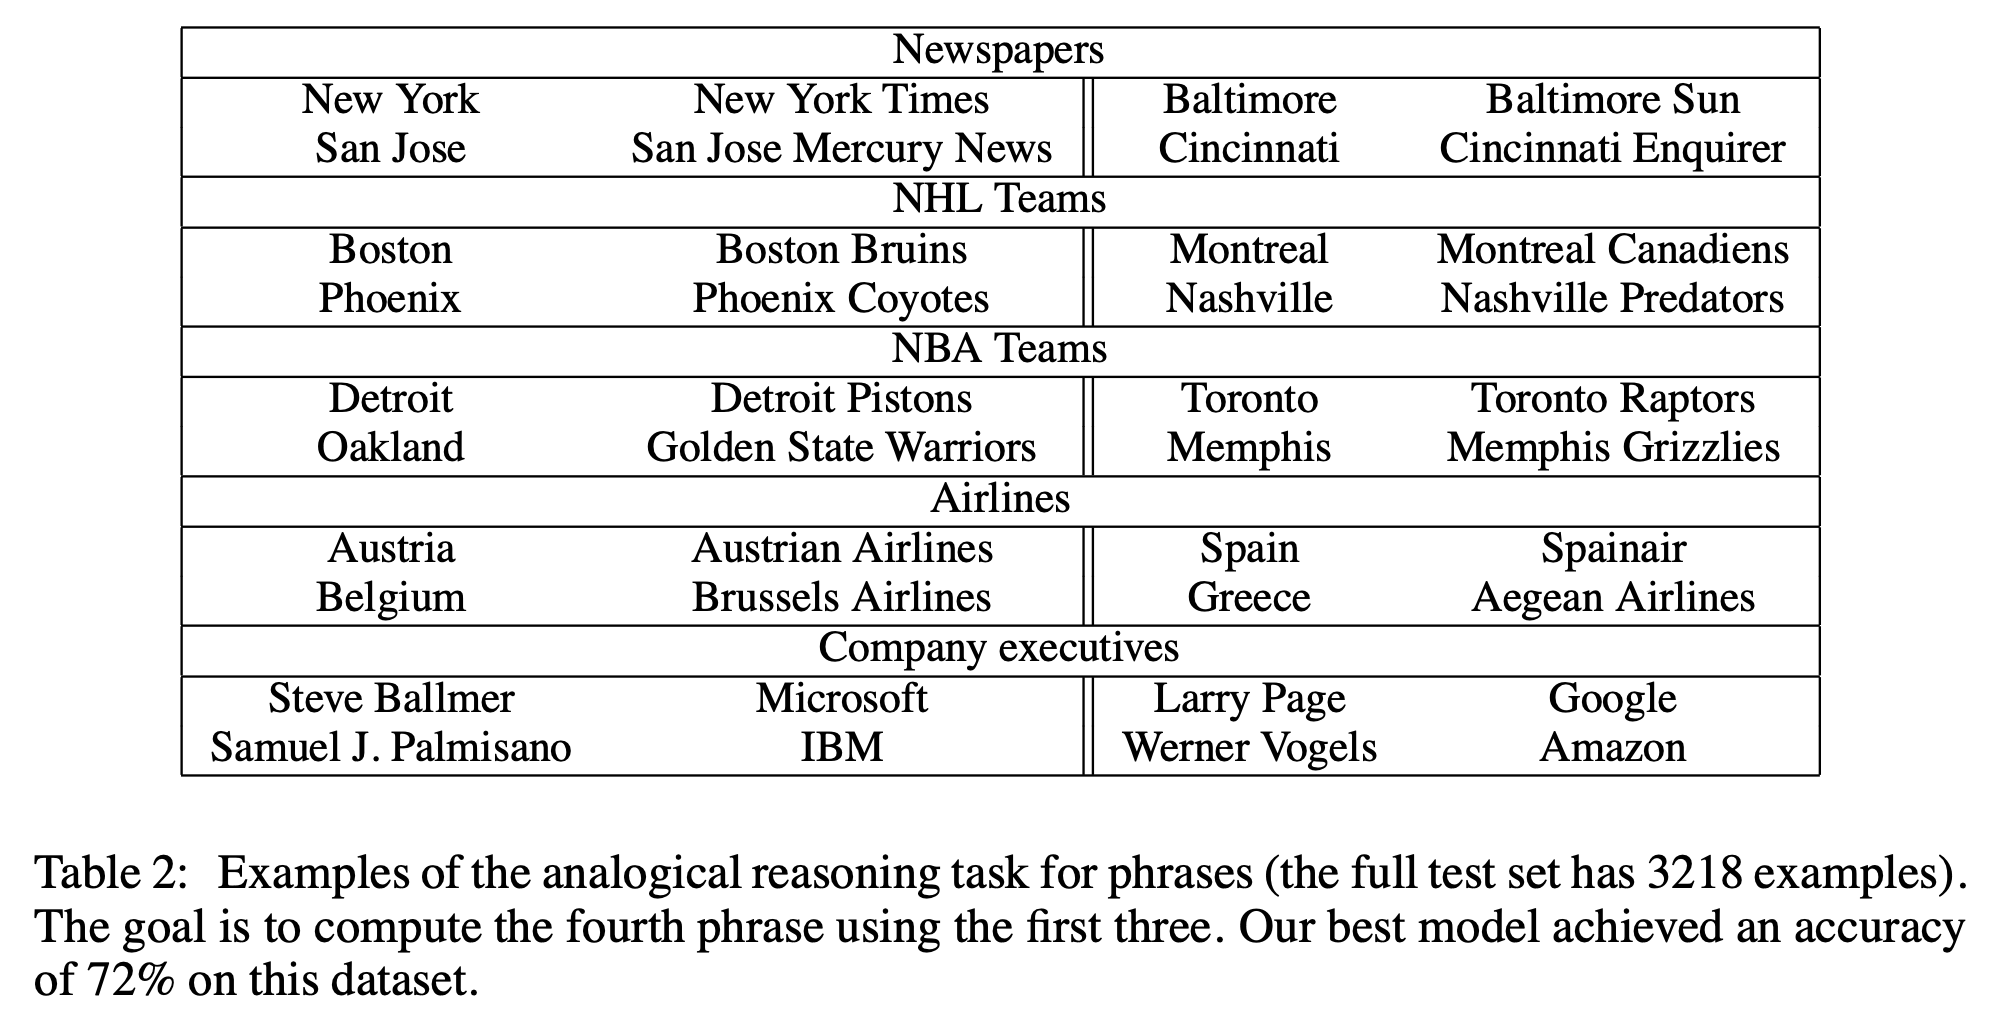 Newspapers
New York New York Times Baltimore Baltimore Sun
San Jose San Jose Mercury News Cincinnati Cincinnati Enquirer
NHL Teams
Boston Boston Bruins Montreal Montreal Canadiens
Phoenix Phoenix Coyotes Nashville Nashville Predators
NBA Teams
Detroit Detroit Pistons Toronto Toronto Raptors
Oakland Golden State Warriors Memphis Memphis Grizzlies
Airlines
Austria Austrian Airlines Spain Spainair
Belgium Brussels Airlines Greece Aegean Airlines
Company executives
Steve Ballmer Microsoft Larry Page Google
Samuel J. Palmisano IBM Werner Vogels Amazon
Table 2: Examples of the analogical reasoning task for phrases (the full test set has 3218 examples).
The goal is to compute the fourth phrase using the first three. Our best model achieved an accuracy
of 72% on this dataset.